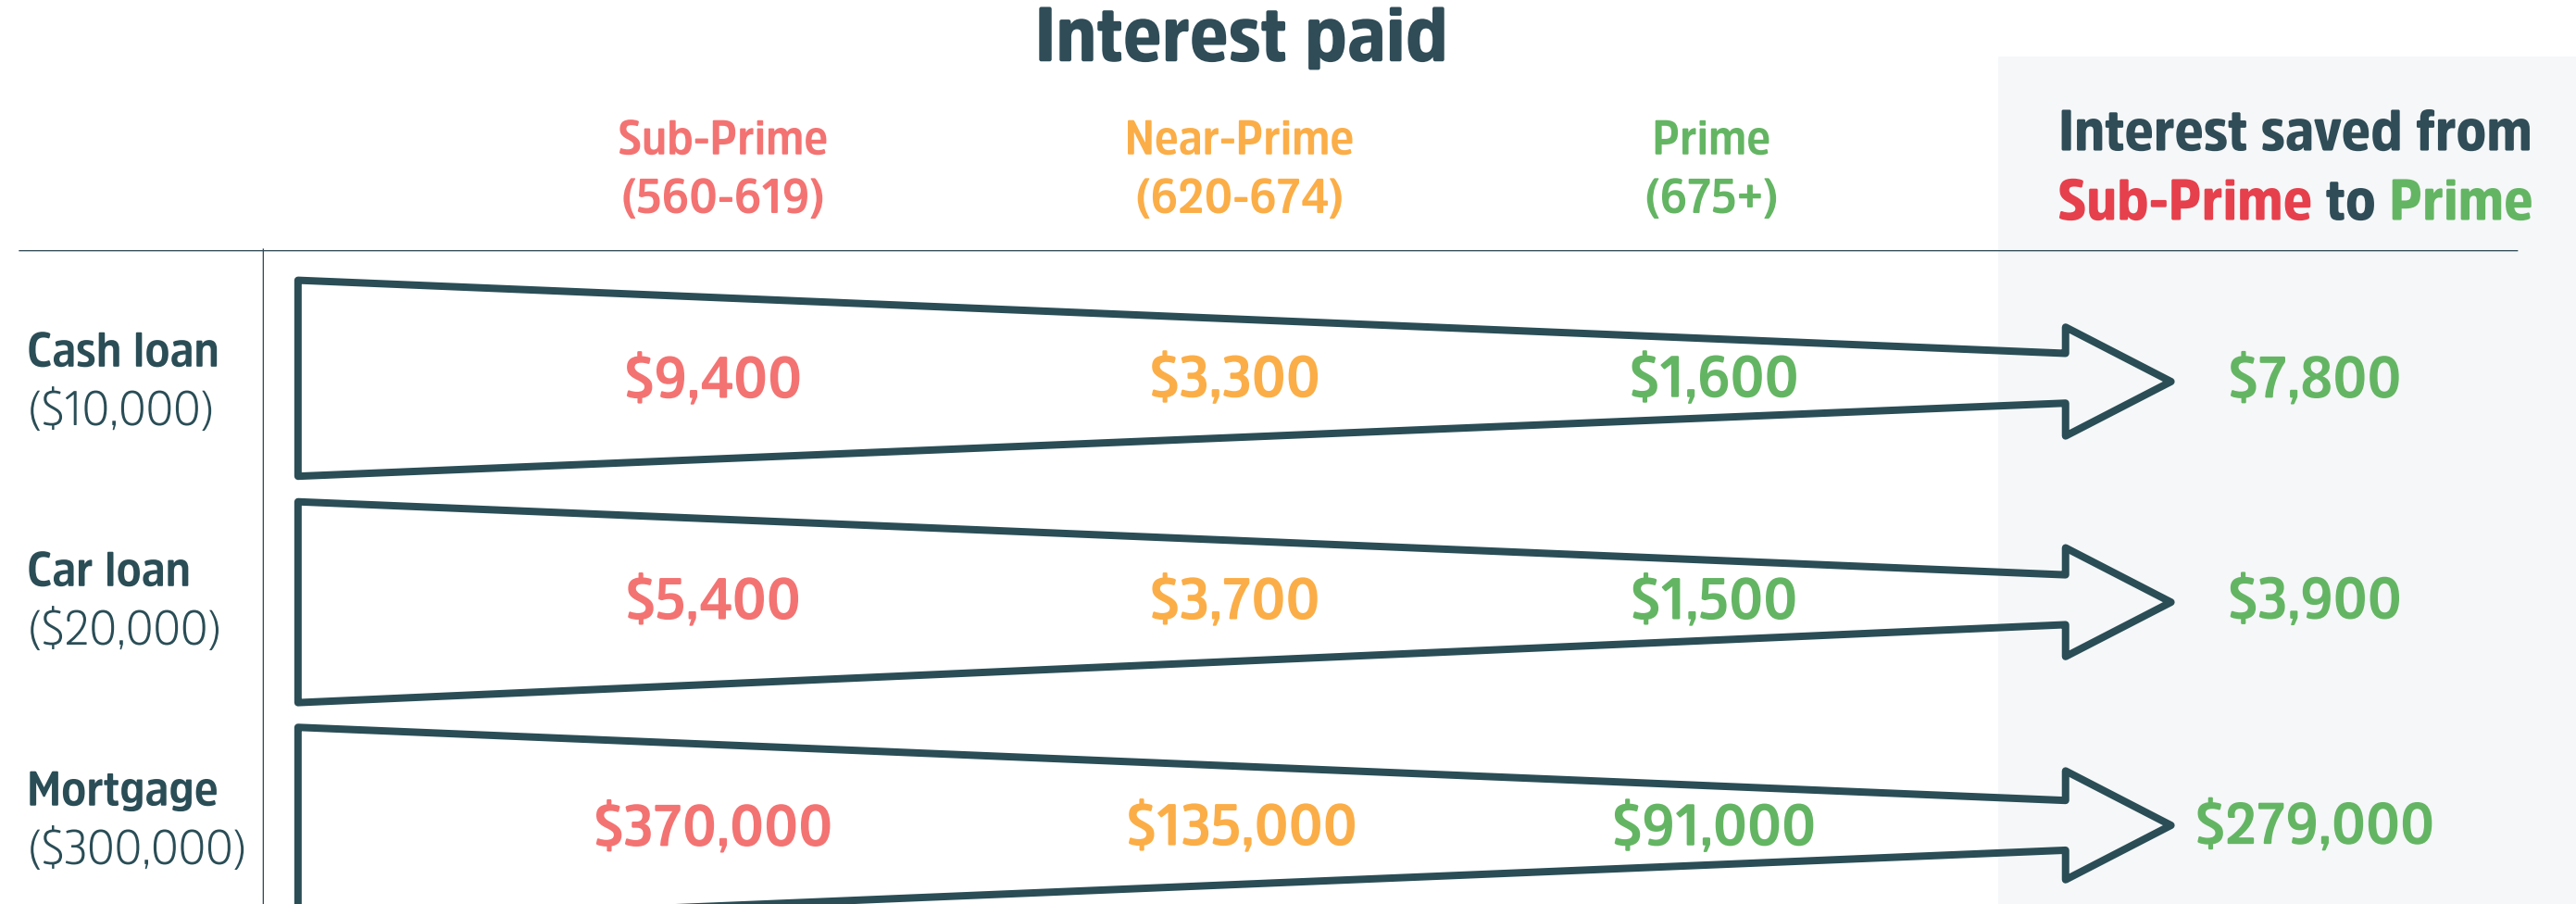 Interest paid
Sub-Prime
(560-619)
Near-Prime
(620-674)
Prime
(675+)
Interest saved from
Sub-Prime to Prime
Cash loan
($10,000)
$9,400
$3,300
$1,600
$7,800
Car loan
($20,000)
$5,400
$3,700
$1,500
$3,900
Mortgage
($300,000)
$370,000
$135,000
$91,000
$279,000